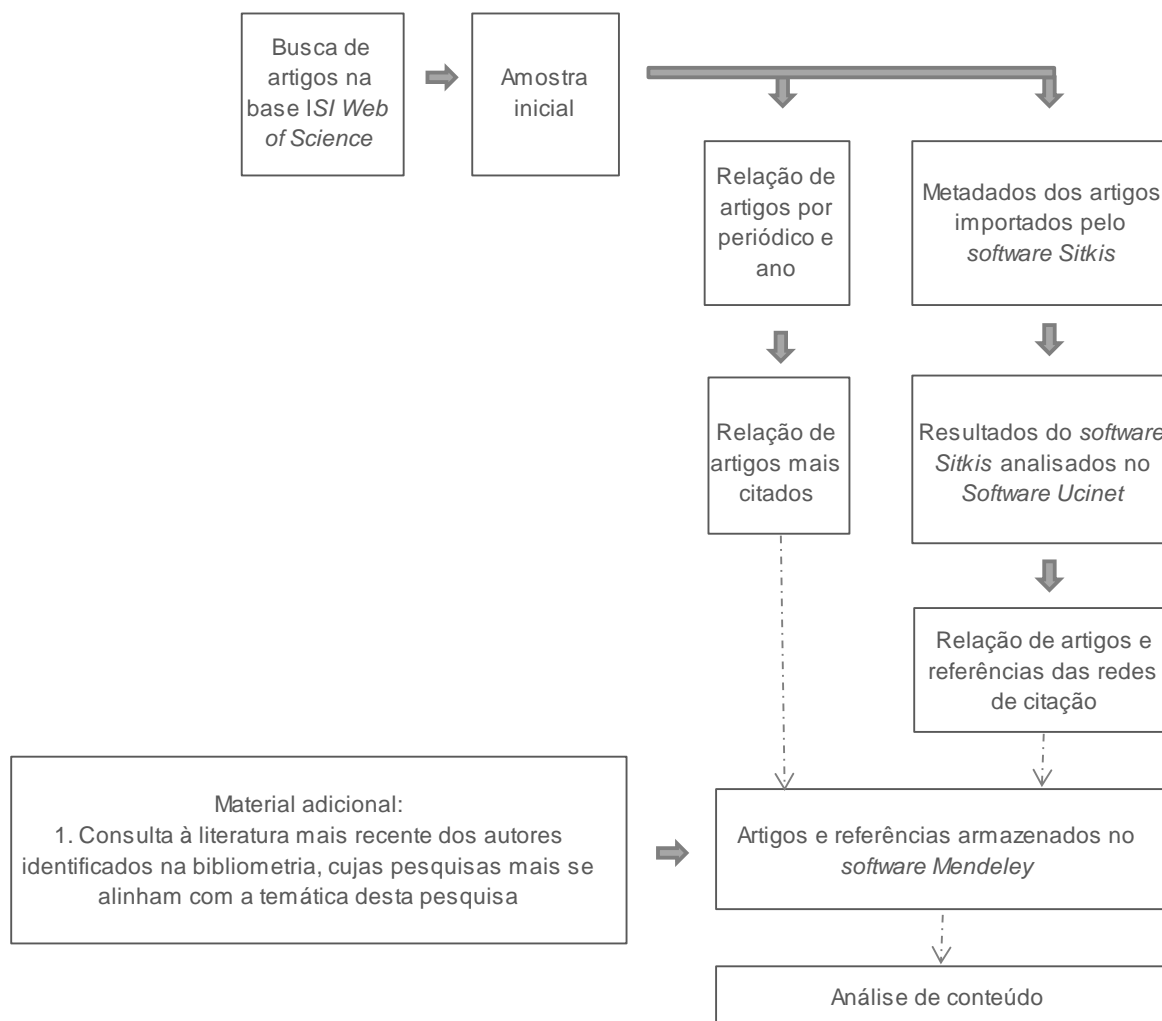 Busca de
artigos na
base ISI Web
of Science
Amostra
inicial
Relação de
artigos por
periódico e
ano
Metadados dos artigos
importados pelo
software Sitkis
Relação de
artigos mais
citados
Resultados do software
Sitkis analisados no
Software Ucinet
Relação de artigos e
referências das redes
de citação
Material adicional:
1. Consulta à literatura mais recente dos autores
identificados na bibliometria, cujas pesquisas mais se
alinham com a temática desta pesquisa
Artigos e referências armazenados no
software Mendeley
Análise de conteúdo